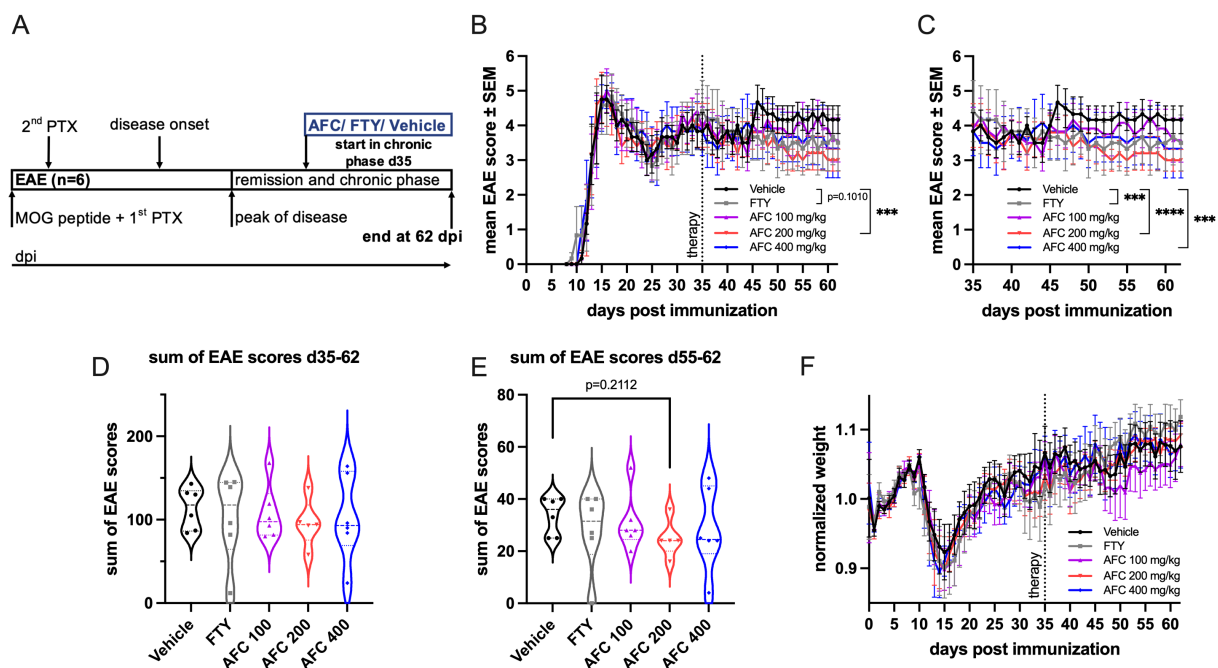 A
2nd PTX
disease onset
AFC/ FTY/ Vehicle
start in chronic
phase d35
EAE (n=6)
remission and chronic phase
MOG peptide + 1st PTX
peak of disease
end at 62 dpi
dpi
B
mean EAE score ± SEM
6
5
4
3
2
1
0
therapy
Vehicle
FTY
AFC 100 mg/kg
AFC 200 mg/kg
AFC 400 mg/kg
p=0.1010
***
0 5 10 15 20 25 30 35 40 45 50 55 60
days post immunization
C
mean EAE score ± SEM
6
5
4
3
2
1
0
Vehicle
FTY
AFC 100 mg/kg
AFC 200 mg/kg
AFC 400 mg/kg
***
****
***
35 40 45 50 55 60
days post immunization
D
sum of EAE scores d35-62
sum of EAE scores
200
100
0
Vehicle
FTY
AFC 100
AFC 200
AFC 400
E
sum of EAE scores d55-62
sum of EAE scores
80
60
40
20
0
p=0.2112
Vehicle
FTY
AFC 100
AFC 200
AFC 400
F
normalized weight
1.1
1.0
0.9
therapy
Vehicle
FTY
AFC 100 mg/kg
AFC 200 mg/kg
AFC 400 mg/kg
0 5 10 15 20 25 30 35 40 45 50 55 60
days post immunization